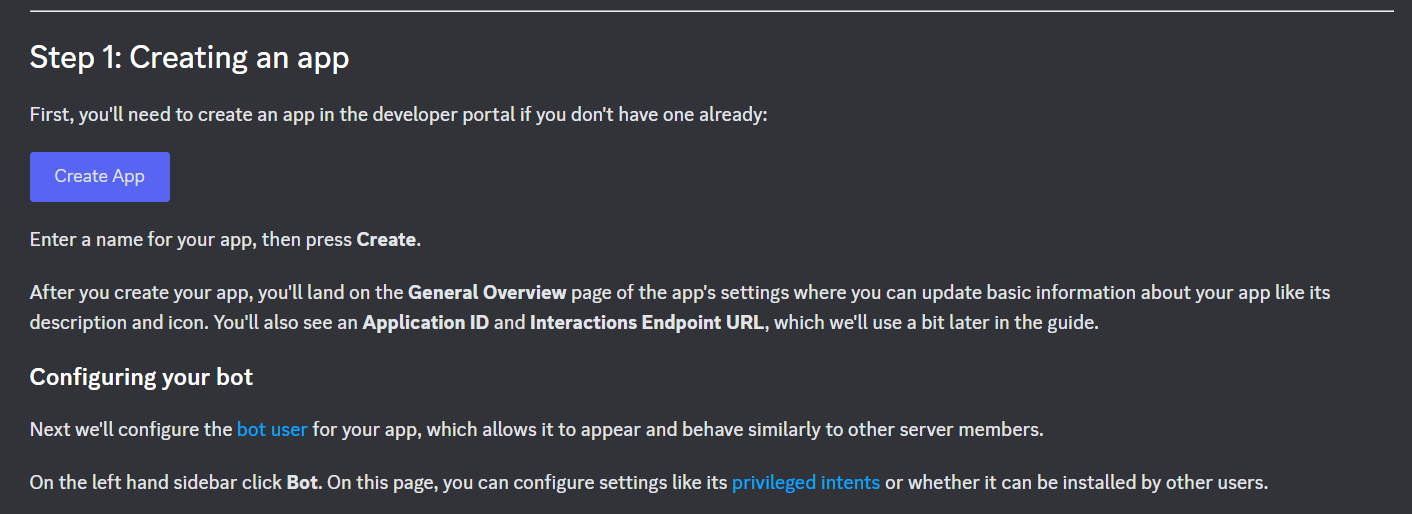 Step 1: Creating an app
First, you'll need to create an app in the developer portal if you don't have one already:
Create App
Enter a name for your app, then press Create.
After you create your app, you'll land on the General Overview page of the app's settings where you can update basic information about your app like its
description and icon. You'll also see an Application ID and Interactions Endpoint URL, which we'll use a bit later in the guide.
Configuring your bot
Next we'll configure the bot user for your app, which allows it to appear and behave similarly to other server members.
On the left hand sidebar click Bot. On this page, you can configure settings like its privileged intents or whether it can be installed by other users.